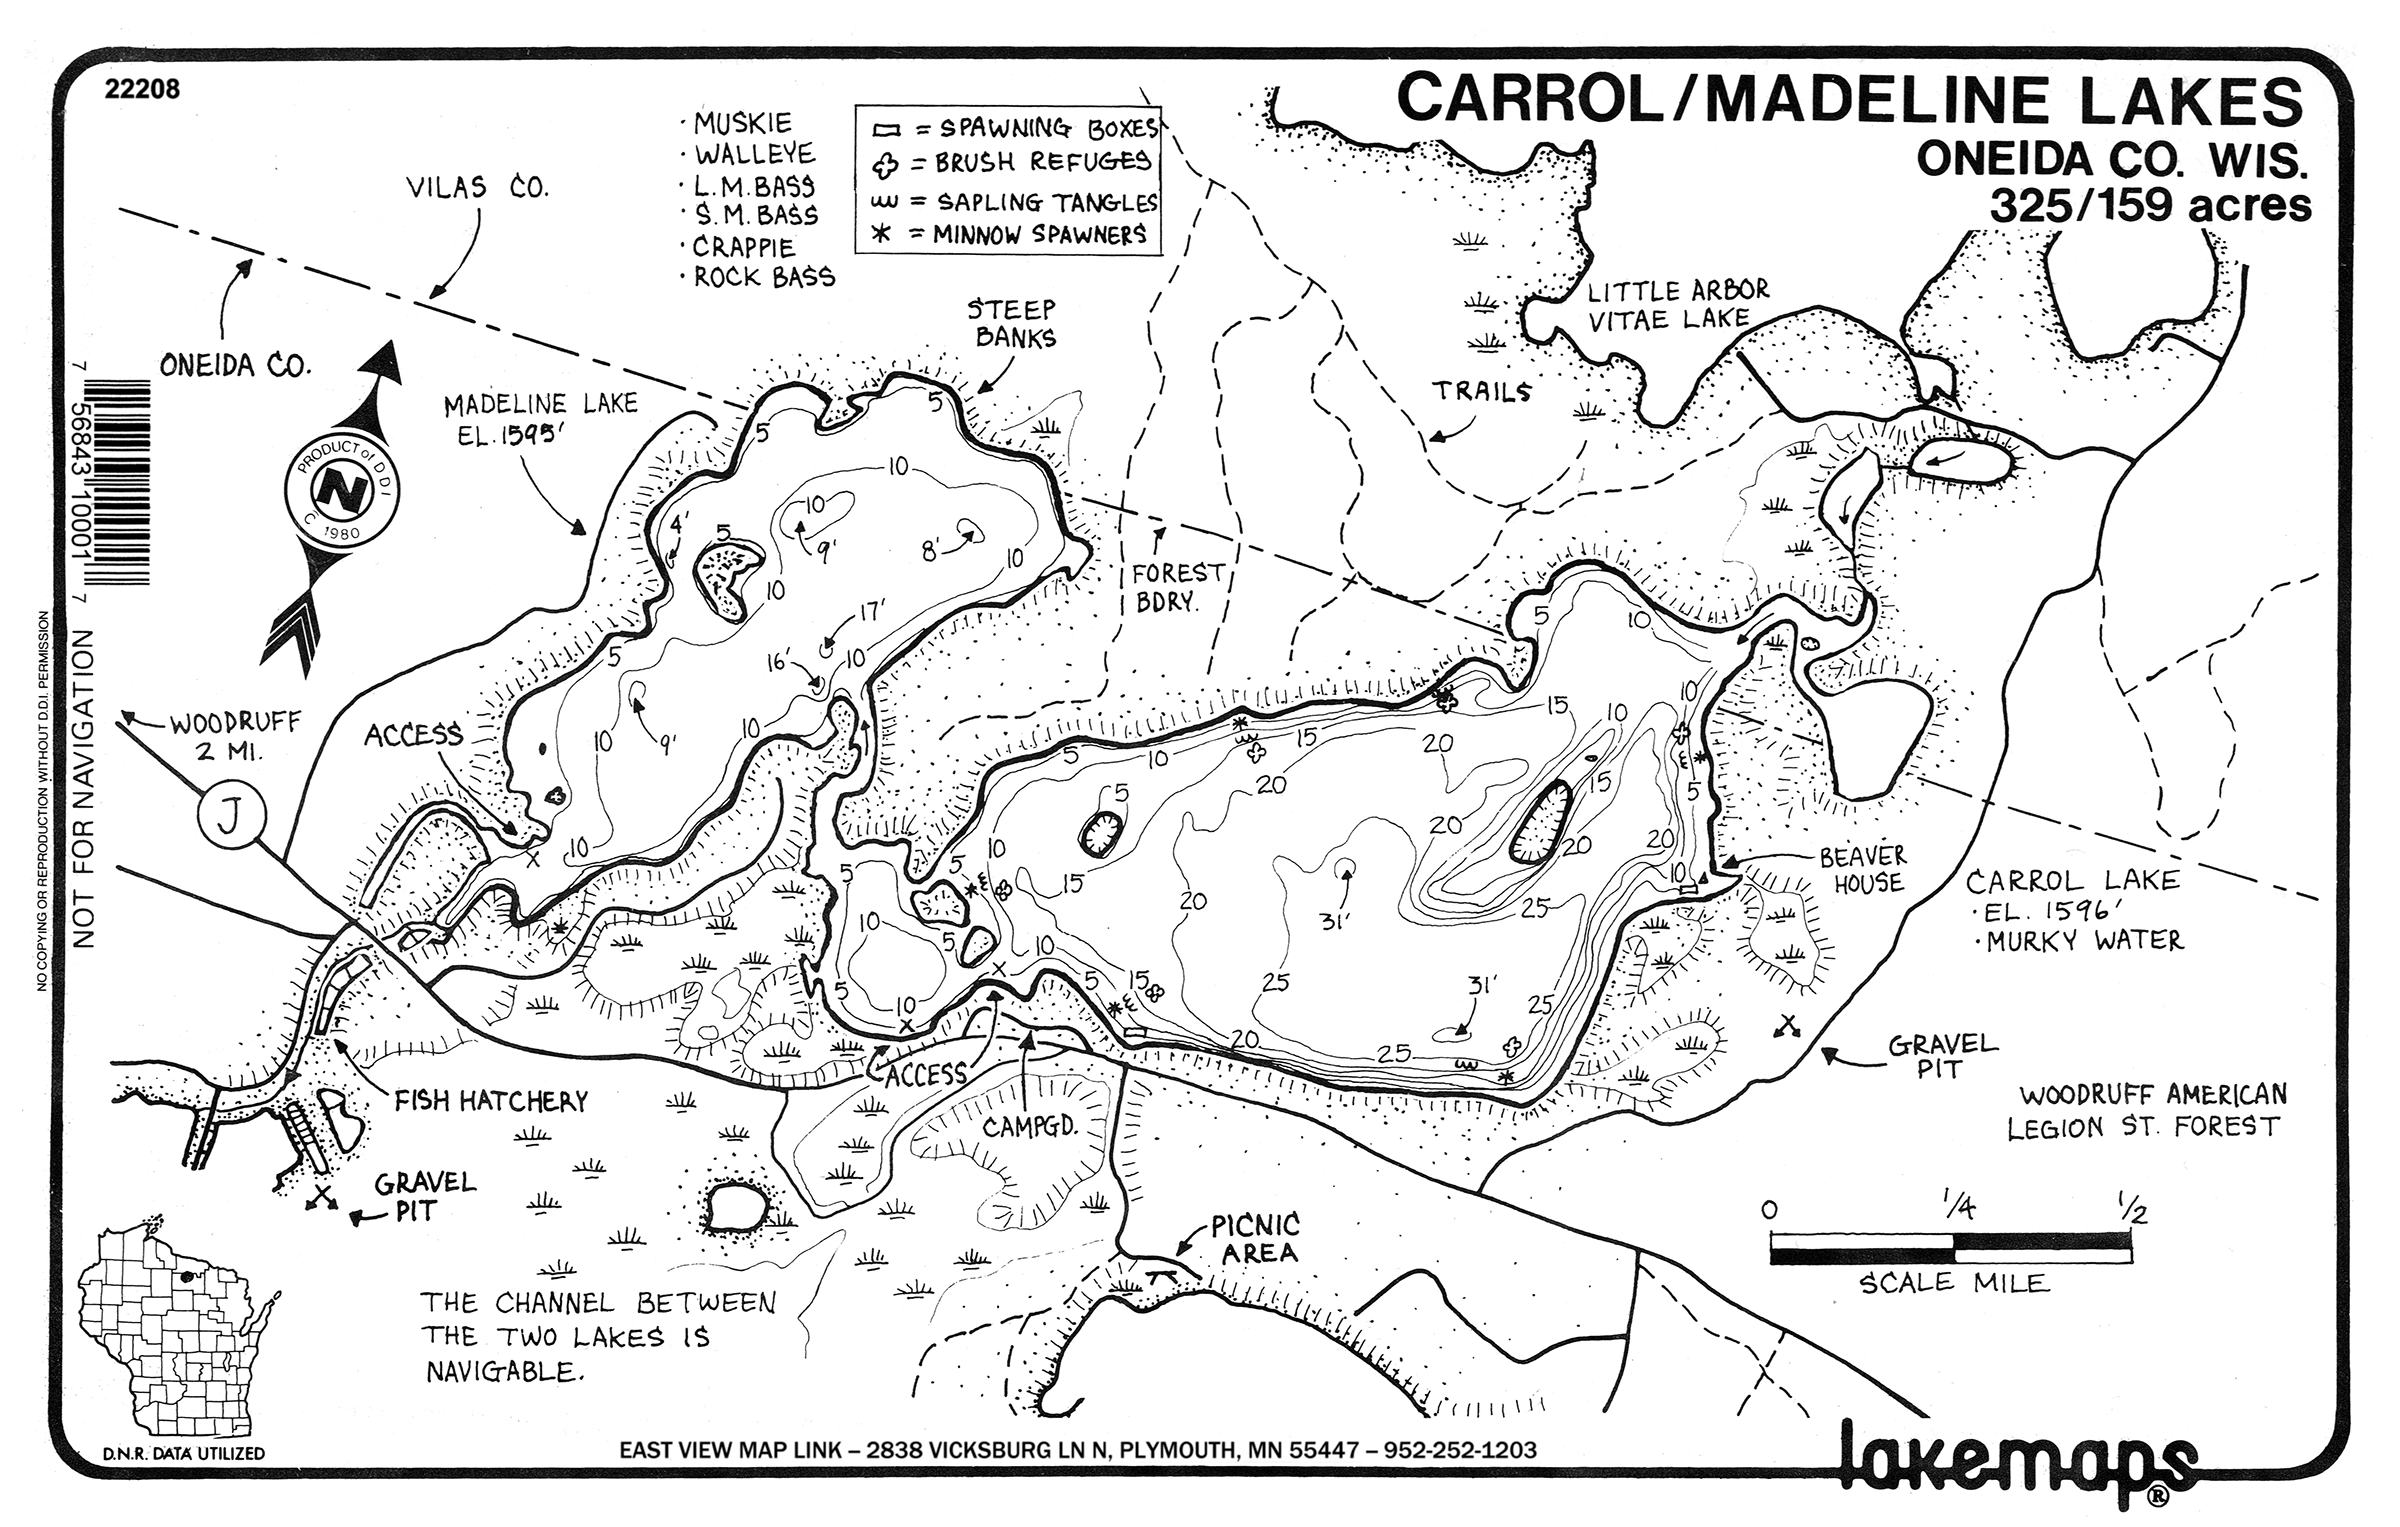 22208
CARROL/MADELINE LAKES
ONEIDA CO. WIS.
325/159 acres
· MUSKIE
· WALLEYE
· L.M. BASS
· S.M. BASS
· CRAPPIE
· ROCK BASS
= SPAWNING BOXES
= BRUSH REFUGES
= SAPLING TANGLES
= MINNOW SPAWNERS
VILAS CO.
ONEIDA CO.
STEEP
BANKS
LITTLE ARBOR
VITAE LAKE
TRAILS
MADELINE LAKE
EL. 1595'
PRODUCT of DDI
N
© 1980
7 56843 10001 7
NOT FOR NAVIGATION
NO COPYING OR REPRODUCTION WITHOUT D.D.I. PERMISSION
5
5
10
10
4'
5
9'
8'
10
10
FOREST
BDRY.
17'
16'
10
5
5
10
WOODRUFF
2 MI.
ACCESS
J
10
9'
10
10
10
15
10
5
10
15
20
20
15
5
5
20
20
20
10
BEAVER
HOUSE
5
5
10
15
20
31'
25
10
5
10
CARROL LAKE
· EL. 1596'
· MURKY WATER
5
10
5
15
25
31'
25
20
25
GRAVEL
PIT
ACCESS
FISH HATCHERY
CAMPGD.
WOODRUFF AMERICAN
LEGION ST. FOREST
GRAVEL
PIT
PICNIC
AREA
0 1/4 1/2
SCALE MILE
THE CHANNEL BETWEEN
THE TWO LAKES IS
NAVIGABLE.
D.N.R. DATA UTILIZED
EAST VIEW MAP LINK – 2838 VICKSBURG LN N, PLYMOUTH, MN 55447 – 952-252-1203
lakemaps®